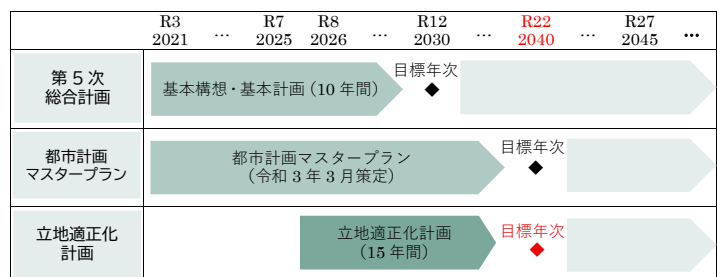 R3 … R7 R8 … R12 … R22 … R27 …
2021 2025 2026 2030 2040 2045
第5次
総合計画
基本構想・基本計画（10年間）
目標年次
都市計画
マスタープラン
都市計画マスタープラン
（令和3年3月策定）
目標年次
立地適正化
計画
立地適正化計画
（15年間）
目標年次